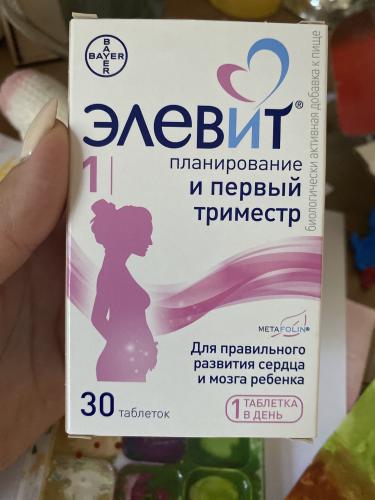 BAYER
BAYER
элевит®
планирование
1 и первый
триместр
биологически активная добавка к пище
METAFOLIN®
Для правильного
развития сердца
и мозга ребенка
30 таблеток
1 ТАБЛЕТКА
В ДЕНЬ